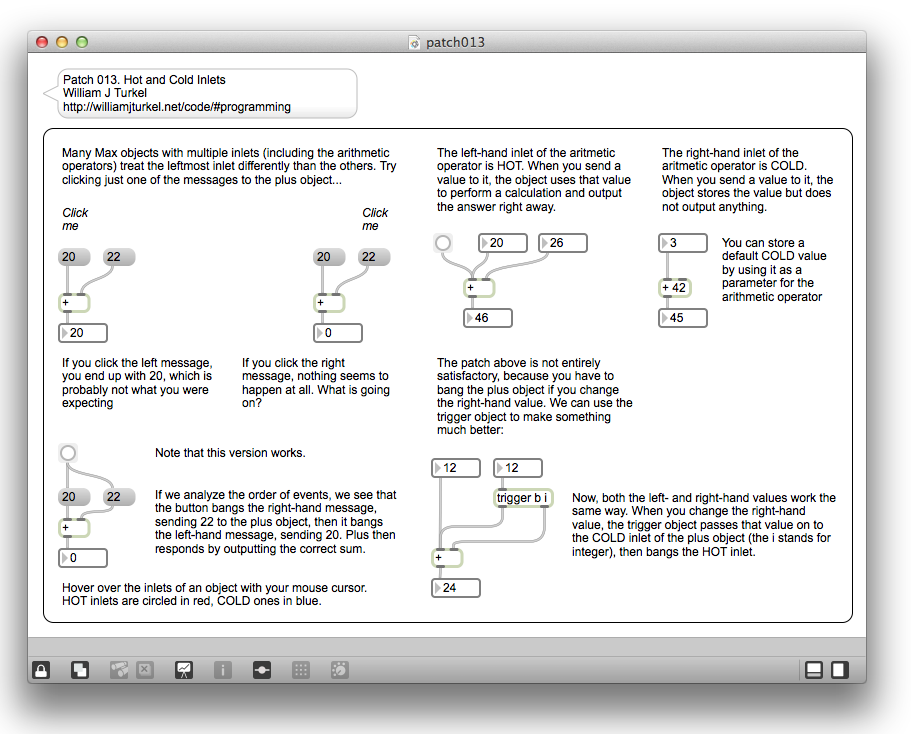 patch013
Patch 013. Hot and Cold Inlets
William J Turkel
http://williamjturkel.net/code/#programming
Many Max objects with multiple inlets (including the arithmetic
operators) treat the leftmost inlet differently than the others. Try
clicking just one of the messages to the plus object...
Click
me
20
22
+
20
If you click the left message,
you end up with 20, which is
probably not what you were
expecting
Click
me
20
22
+
0
If you click the right
message, nothing seems to
happen at all. What is going
on?
Note that this version works.
20
22
+
0
If we analyze the order of events, we see that
the button bangs the right-hand message,
sending 22 to the plus object, then it bangs
the left-hand message, sending 20. Plus then
responds by outputting the correct sum.
Hover over the inlets of an object with your mouse cursor.
HOT inlets are circled in red, COLD ones in blue.
The left-hand inlet of the aritmetic
operator is HOT. When you send a
value to it, the object uses that value
to perform a calculation and output
the answer right away.
20
26
+
46
The patch above is not entirely
satisfactory, because you have to
bang the plus object if you change
the right-hand value. We can use the
trigger object to make something
much better:
12
12
trigger b i
+
24
Now, both the left- and right-hand values work the
same way. When you change the right-hand
value, the trigger object passes that value on to
the COLD inlet of the plus object (the i stands for
integer), then bangs the HOT inlet.
The right-hand inlet of the
aritmetic operator is COLD.
When you send a value to it, the
object stores the value but does
not output anything.
3
+ 42
45
You can store a
default COLD value
by using it as a
parameter for the
arithmetic operator